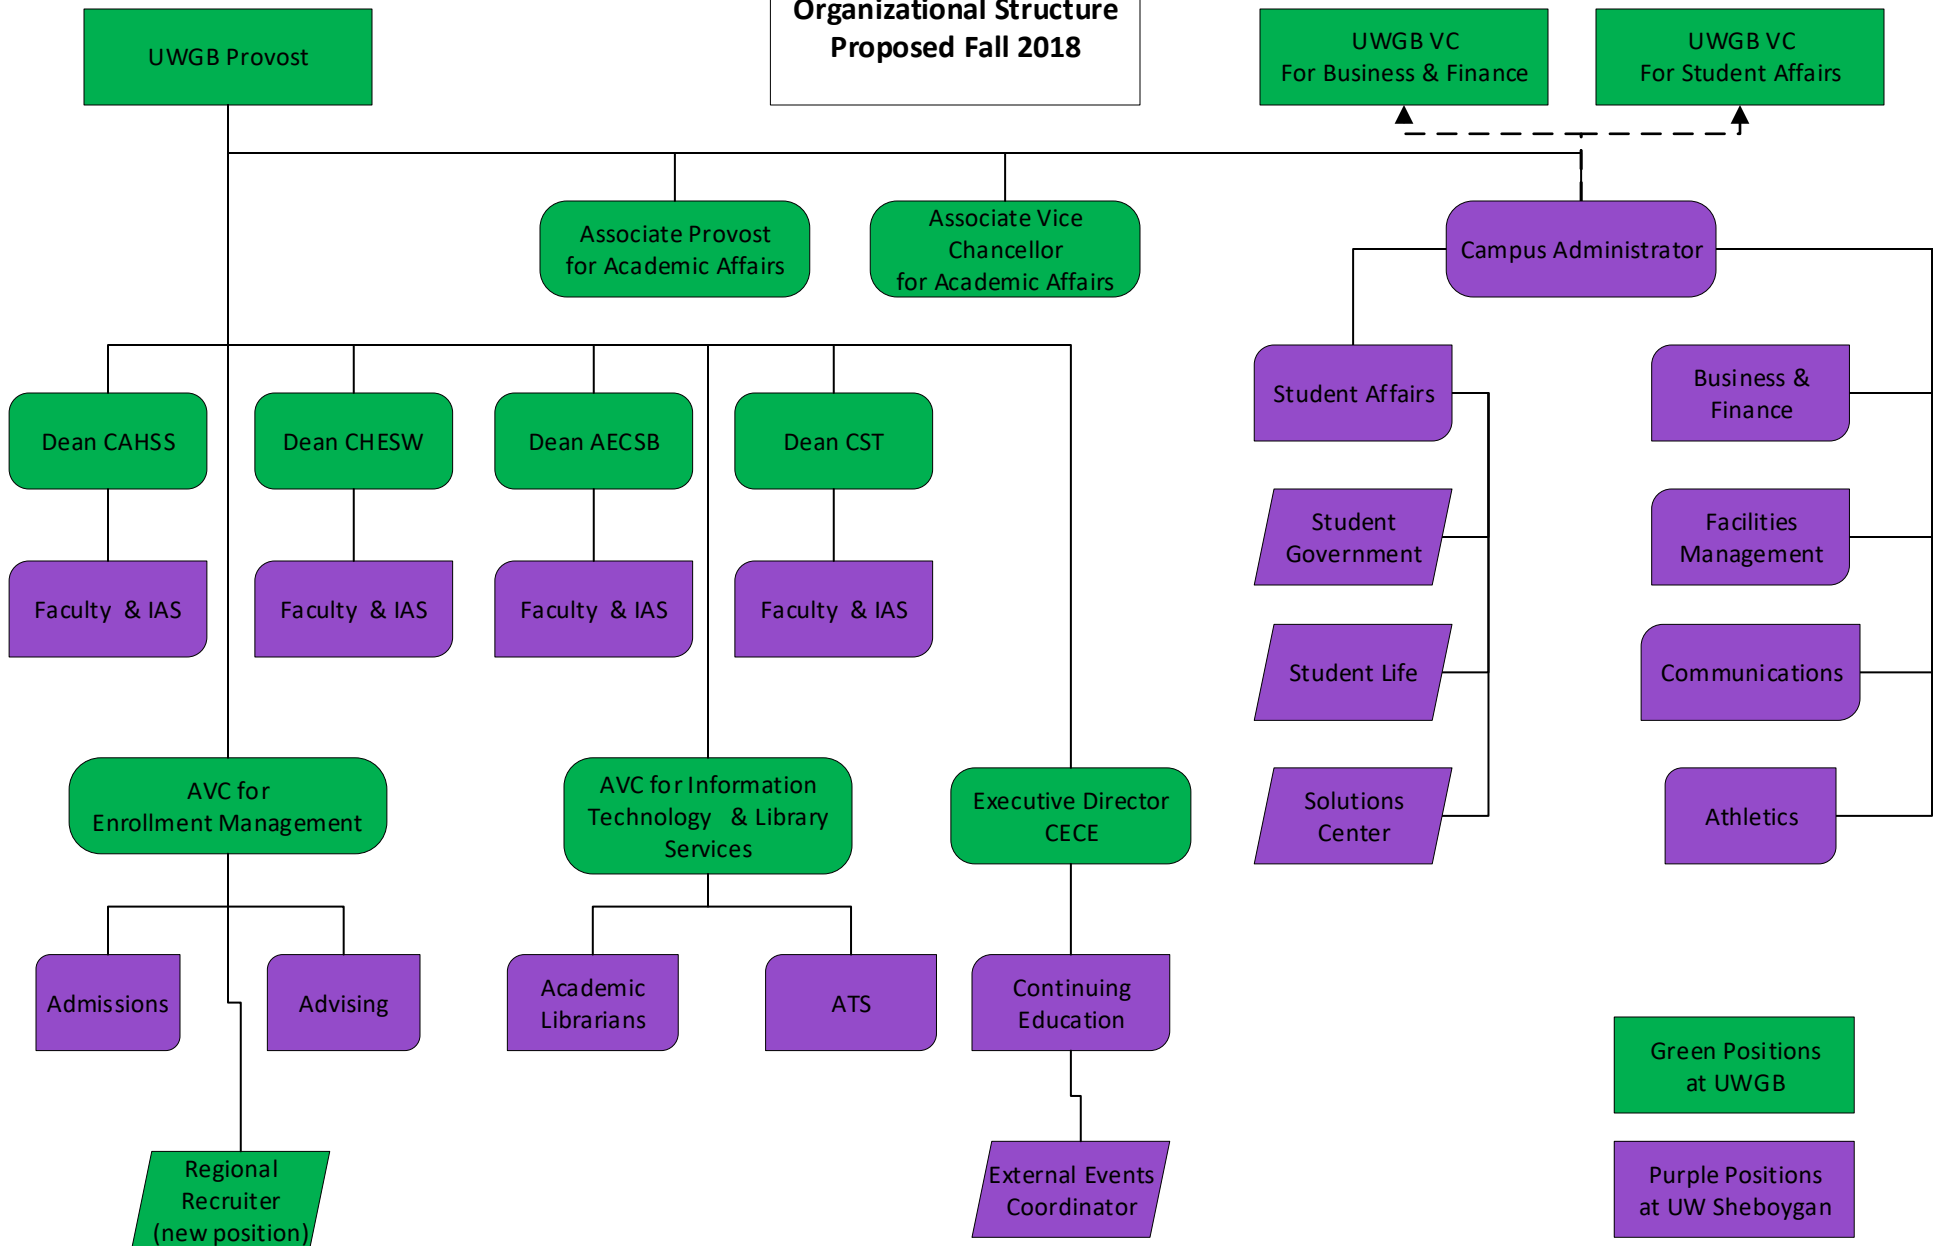 Organizational Structure
Proposed Fall 2018
UWGB Provost
UWGB VC
For Business & Finance
UWGB VC
For Student Affairs
Associate Provost
for Academic Affairs
Associate Vice
Chancellor
for Academic Affairs
Campus Administrator
Student Affairs
Business &
Finance
Dean CAHSS
Dean CHESW
Dean AECSB
Dean CST
Student
Government
Facilities
Management
Faculty & IAS
Faculty & IAS
Faculty & IAS
Faculty & IAS
Student Life
Communications
AVC for
Enrollment Management
AVC for Information
Technology & Library
Services
Executive Director
CECE
Solutions
Center
Athletics
Admissions
Advising
Academic
Librarians
ATS
Continuing
Education
Green Positions
at UWGB
Regional
Recruiter
(new position)
External Events
Coordinator
Purple Positions
at UW Sheboygan